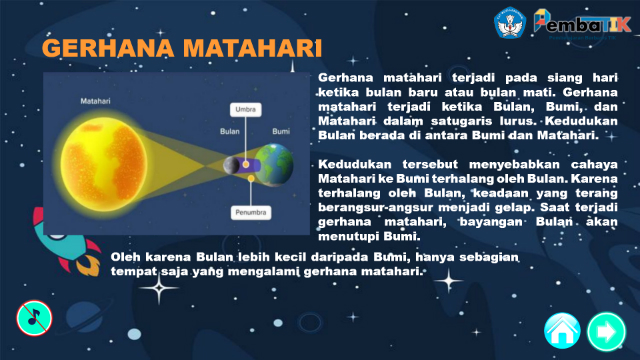 PembaTIK
GERHANA MATAHARI
Matahari
Umbra
Bulan
Bumi
Penumbra
Gerhana matahari terjadi pada siang hari
ketika bulan baru atau bulan mati. Gerhana
matahari terjadi ketika Bulan, Bumi, dan
Matahari dalam satugaris lurus. Kedudukan
Bulan berada di antara Bumi dan Matahari.
Kedudukan tersebut menyebabkan cahaya
Matahari ke Bumi terhalang oleh Bulan. Karena
terhalang oleh Bulan, keadaan yang terang
berangsur-angsur menjadi gelap. Saat terjadi
gerhana matahari, bayangan Bulan akan
menutupi Bumi.
Oleh karena Bulan lebih kecil daripada Bumi, hanya sebagian
tempat saja yang mengalami gerhana matahari.